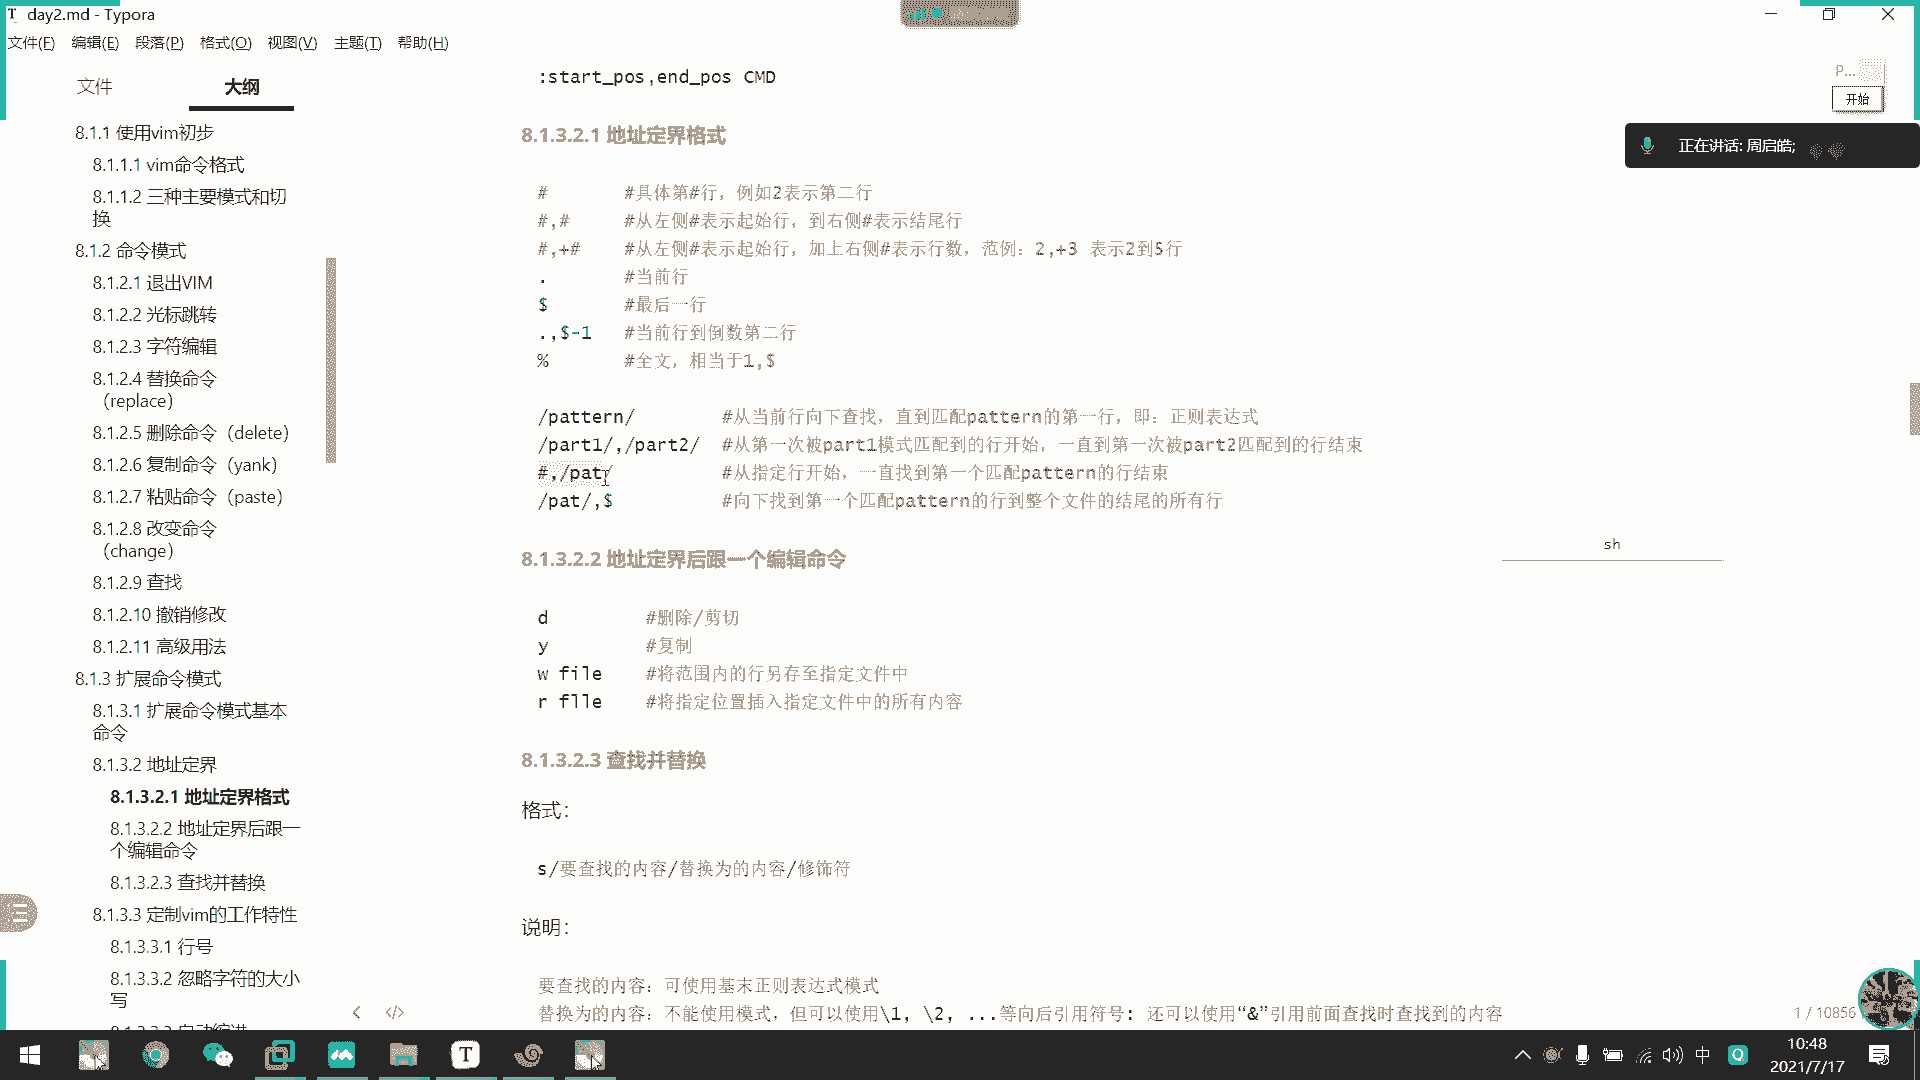 day2.md - Typora
文件(F) 编辑(E) 段落(P) 格式(O) 视图(V) 主题(T) 帮助(H)
文件 大纲
8.1.1 使用vim初步
8.1.1.1 vim命令格式
8.1.1.2 三种主要模式和切
换
8.1.2 命令模式
8.1.2.1 退出VIM
8.1.2.2 光标跳转
8.1.2.3 字符编辑
8.1.2.4 替换命令
（replace）
8.1.2.5 删除命令（delete）
8.1.2.6 复制命令（yank）
8.1.2.7 粘贴命令（paste）
8.1.2.8 改变命令
（change）
8.1.2.9 查找
8.1.2.10 撤销修改
8.1.2.11 高级用法
8.1.3 扩展命令模式
8.1.3.1 扩展命令模式基本
命令
8.1.3.2 地址定界
8.1.3.2.1 地址定界格式
8.1.3.2.2 地址定界后跟一
个编辑命令
8.1.3.2.3 查找并替换
8.1.3.3 定制vim的工作特性
8.1.3.3.1 行号
8.1.3.3.2 忽略字符的大小
写
:start_pos,end_pos CMD
8.1.3.2.1 地址定界格式
# #具体第#行，例如2表示第二行
#,# #从左侧#表示起始行，到右侧#表示结尾行
#,+# #从左侧#表示起始行，加上右侧#表示行数，范例：2,+3 表示2到5行
. #当前行
$ #最后一行
.,$-1 #当前行到倒数第二行
% #全文，相当于1,$
/pattern/ #从当前行向下查找，直到匹配pattern的第一行，即：正则表达式
/part1/,/part2/ #从第一次被part1模式匹配到的行开始，一直到第一次被part2匹配到的行结束
#,/pat/ #从指定行开始，一直找到第一个匹配pattern的行结束
/pat/,$ #向下找到第一个匹配pattern的行到整个文件的结尾的所有行
sh
8.1.3.2.2 地址定界后跟一个编辑命令
d #删除/剪切
y #复制
w file #将范围内的行另存至指定文件中
r file #将指定位置插入指定文件中的所有内容
8.1.3.2.3 查找并替换
格式：
s/要查找的内容/替换为的内容/修饰符
说明：
要查找的内容：可使用基末正则表达式模式
替换为的内容：不能使用模式，但可以使用\1, \2, ...等向后引用符号；还可以使用“&”引用前面查找时查找到的内容
P...
开始
正在讲话: 周启皓;
1 / 10856
中
10:48
2021/7/17